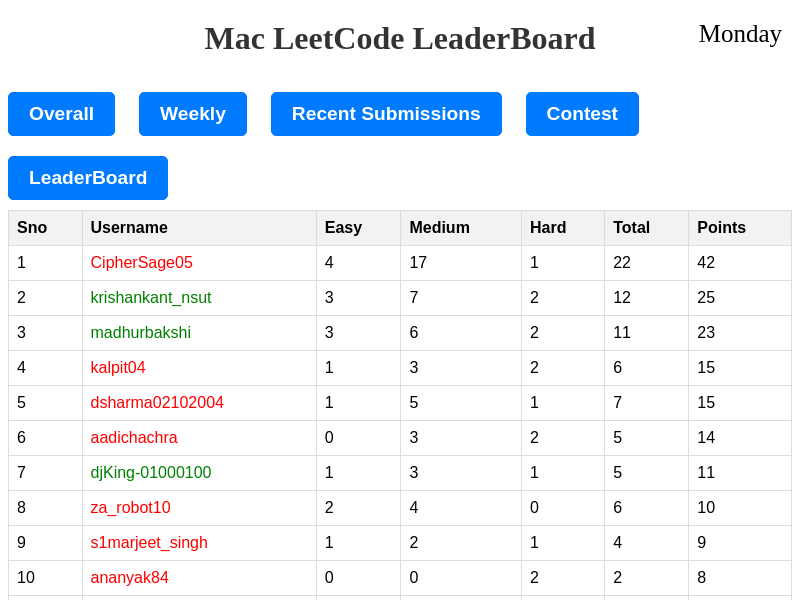 Mac LeetCode LeaderBoard
Monday
Overall Weekly Recent Submissions Contest
LeaderBoard
Sno Username Easy Medium Hard Total Points
1 CipherSage05 4 17 1 22 42
2 krishankant_nsut 3 7 2 12 25
3 madhurbakshi 3 6 2 11 23
4 kalpit04 1 3 2 6 15
5 dsharma02102004 1 5 1 7 15
6 aadichachra 0 3 2 5 14
7 djKing-01000100 1 3 1 5 11
8 za_robot10 2 4 0 6 10
9 s1marjeet_singh 1 2 1 4 9
10 ananyak84 0 0 2 2 8